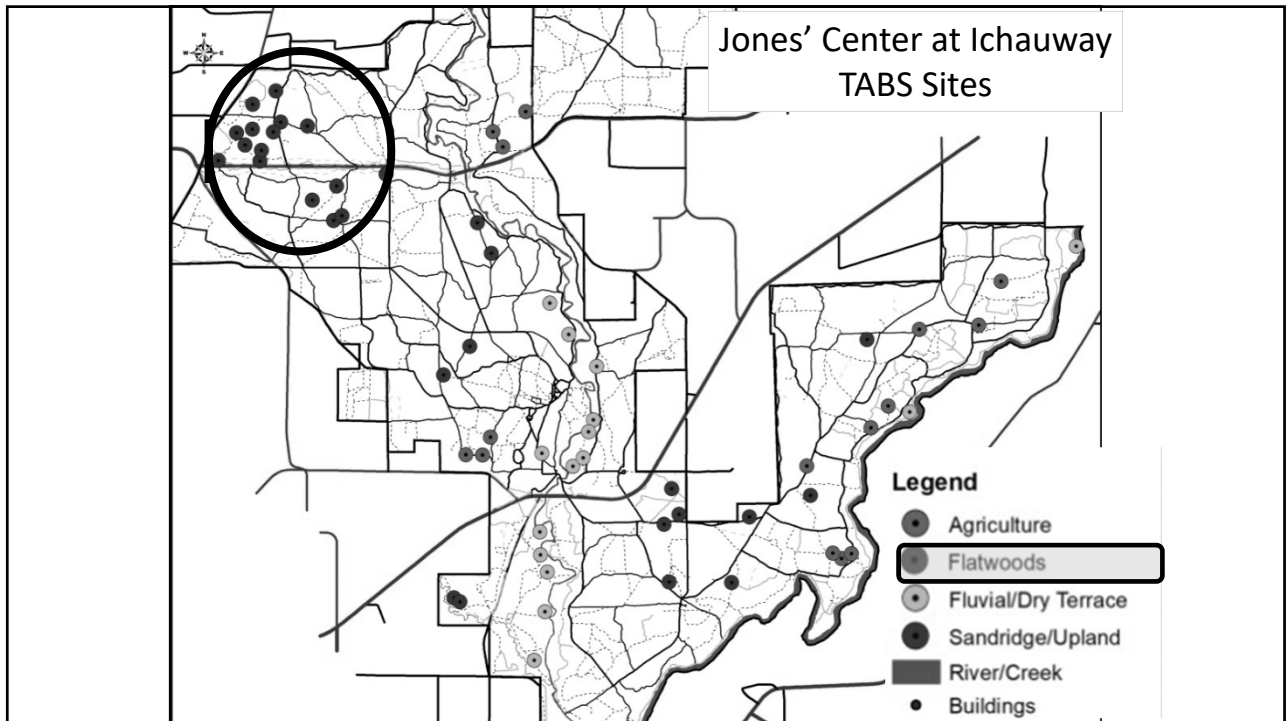 Jones’ Center at Ichauway
TABS Sites
N
W
E
S
Legend
Agriculture
Flatwoods
Fluvial/Dry Terrace
Sandridge/Upland
River/Creek
Buildings